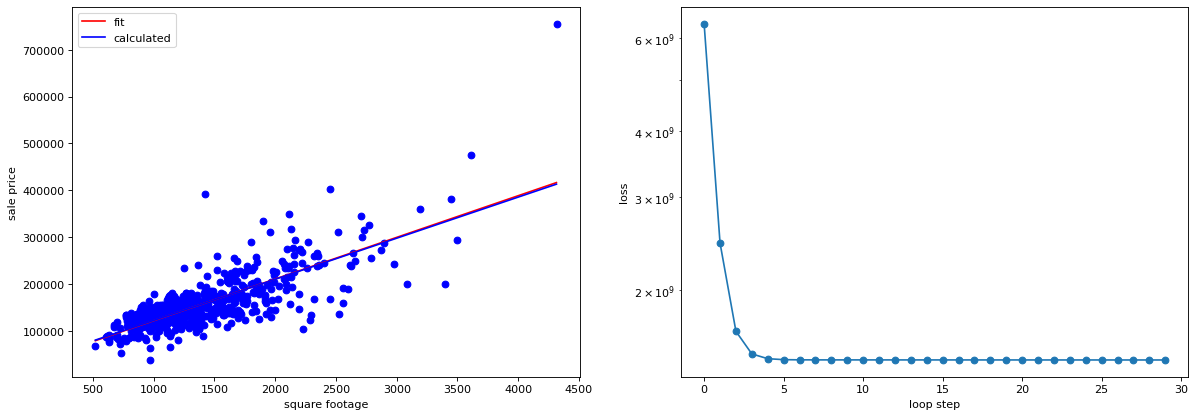 fit
calculated
700000
600000
500000
400000
300000
200000
100000
sale price
500 1000 1500 2000 2500 3000 3500 4000 4500
square footage
6 × 10⁹
4 × 10⁹
3 × 10⁹
2 × 10⁹
loss
0 5 10 15 20 25 30
loop step